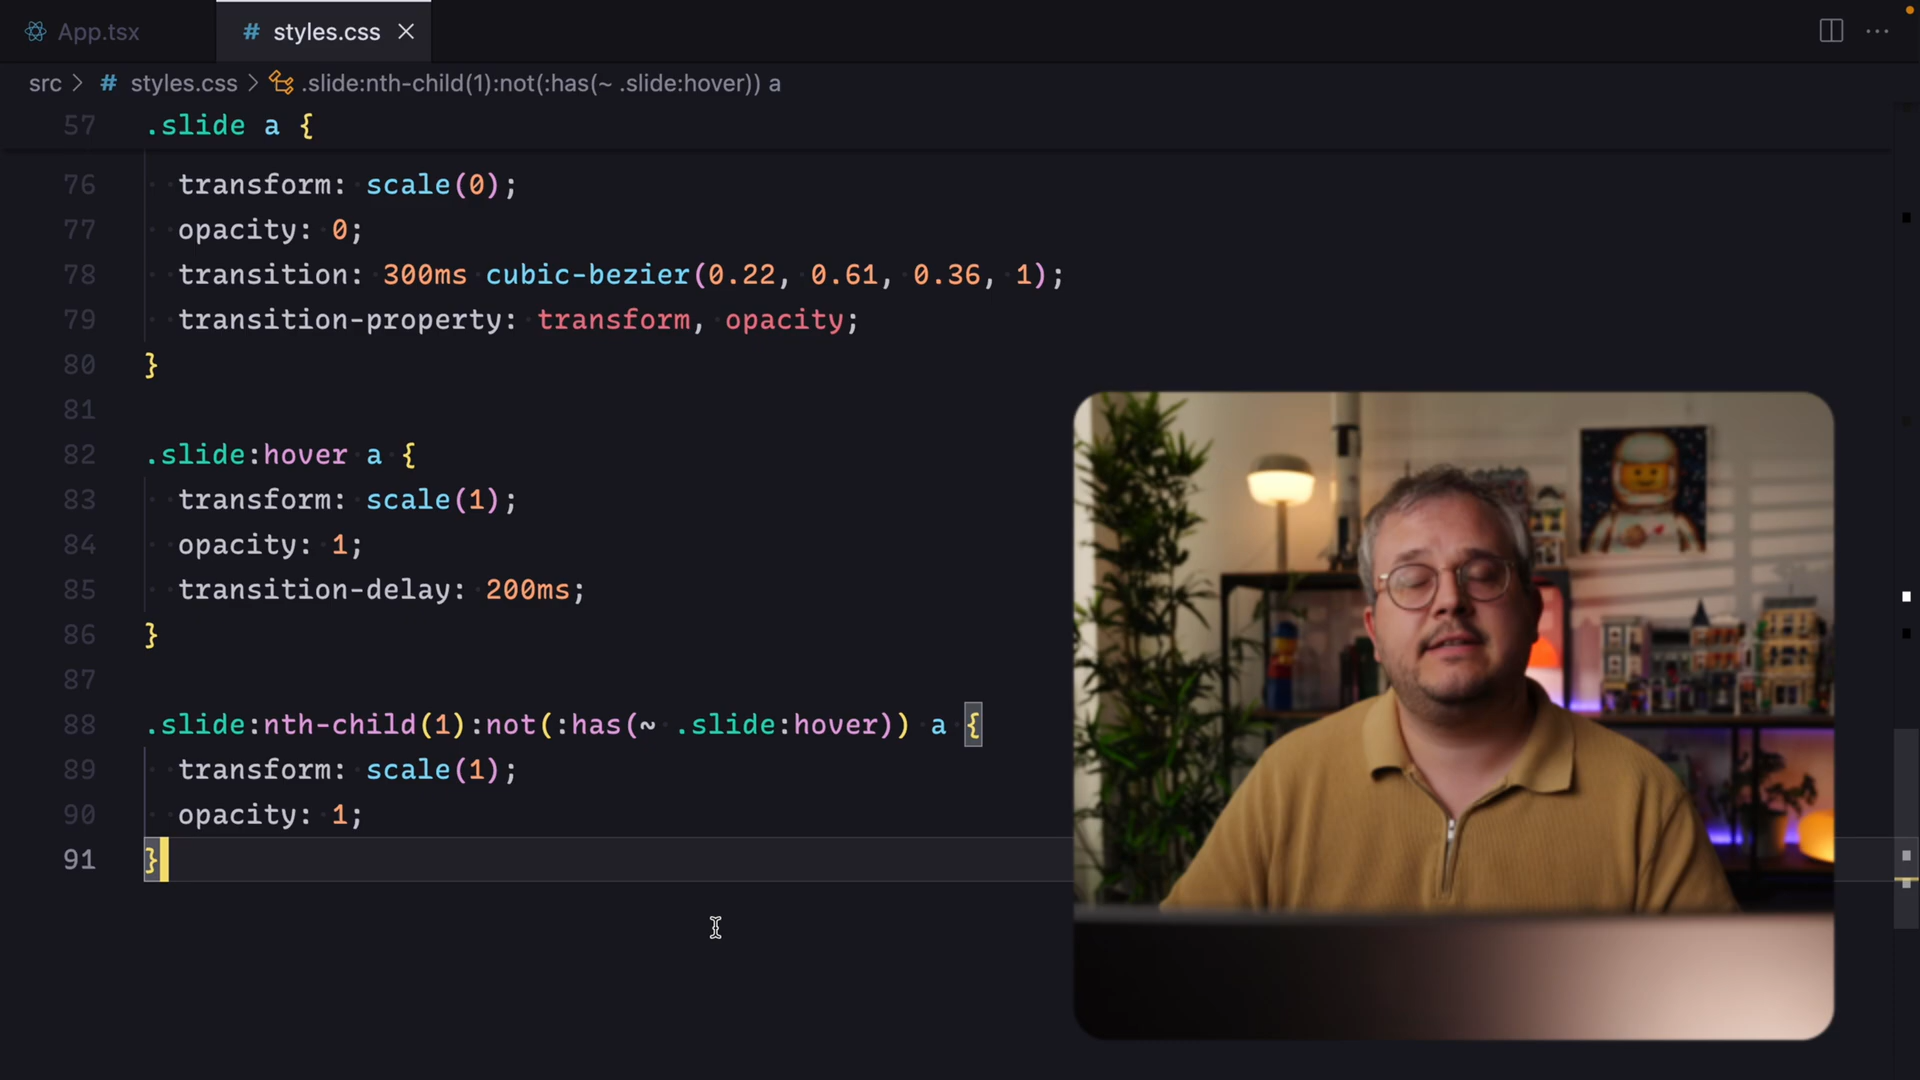 App.tsx
# styles.css
src > # styles.css > .slide:nth-child(1):not(:has(~ .slide:hover)) a
57 .slide a {
76 transform: scale(0);
77 opacity: 0;
78 transition: 300ms cubic-bezier(0.22, 0.61, 0.36, 1);
79 transition-property: transform, opacity;
80 }
81
82 .slide:hover a {
83 transform: scale(1);
84 opacity: 1;
85 transition-delay: 200ms;
86 }
87
88 .slide:nth-child(1):not(:has(~ .slide:hover)) a {
89 transform: scale(1);
90 opacity: 1;
91 }